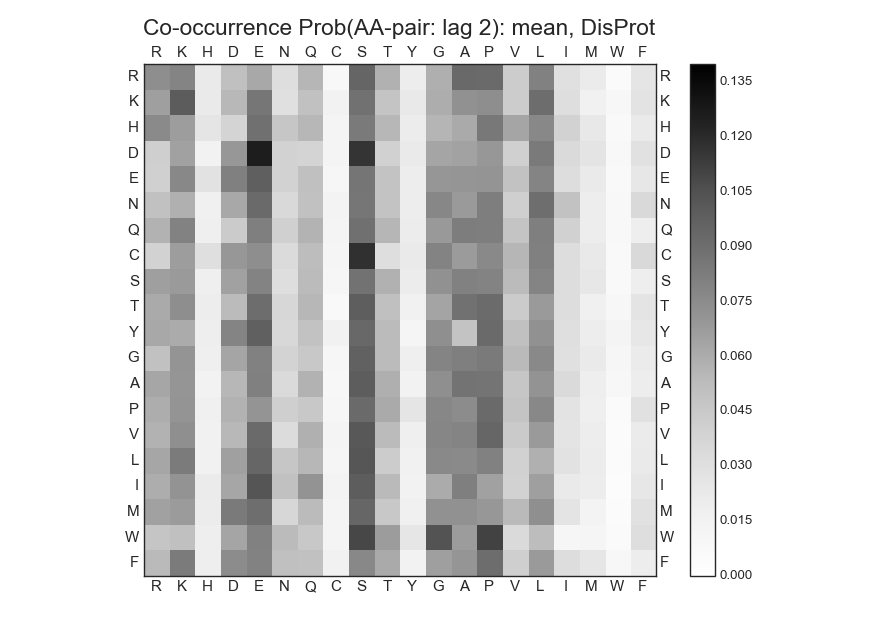 Co-occurrence Prob(AA-pair: lag 2): mean, DisProt
R K H D E N Q C S T Y G A P V L I M W F
R R
K K
H H
D D
E E
N N
Q Q
C C
S S
T T
Y Y
G G
A A
P P
V V
L L
I I
M M
W W
F F
R K H D E N Q C S T Y G A P V L I M W F
0.135
0.120
0.105
0.090
0.075
0.060
0.045
0.030
0.015
0.000